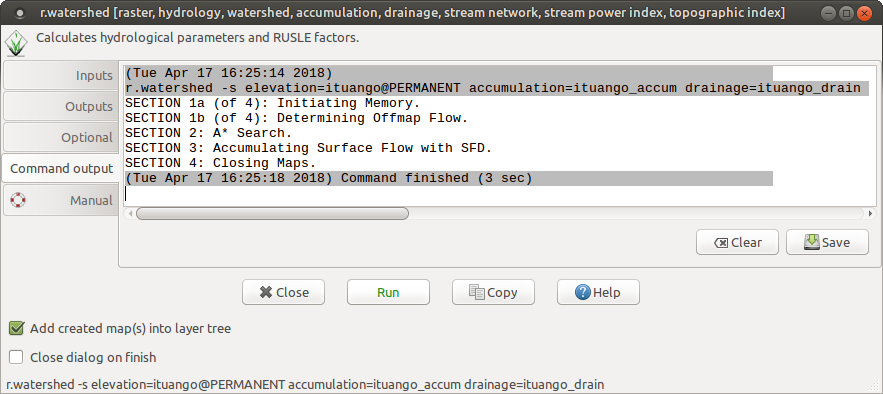 r.watershed [raster, hydrology, watershed, accumulation, drainage, stream network, stream power index, topographic index]
Calculates hydrological parameters and RUSLE factors.
Inputs
Outputs
Optional
Command output
Manual
(Tue Apr 17 16:25:14 2018)
r.watershed -s elevation=ituango@PERMANENT accumulation=ituango_accum drainage=ituango_drain
SECTION 1a (of 4): Initiating Memory.
SECTION 1b (of 4): Determining Offmap Flow.
SECTION 2: A* Search.
SECTION 3: Accumulating Surface Flow with SFD.
SECTION 4: Closing Maps.
(Tue Apr 17 16:25:18 2018) Command finished (3 sec)
Clear
Save
Close
Run
Copy
Help
Add created map(s) into layer tree
Close dialog on finish
r.watershed -s elevation=ituango@PERMANENT accumulation=ituango_accum drainage=ituango_drain